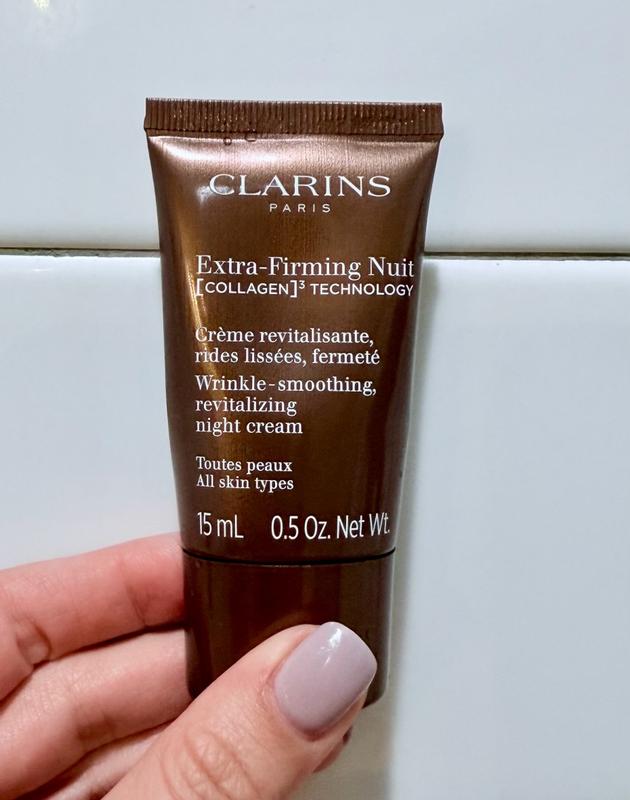 CLARINS
PARIS
Extra-Firming Nuit
[COLLAGEN]³ TECHNOLOGY
Crème revitalisante,
rides lissées, fermeté
Wrinkle-smoothing,
revitalizing
night cream
Toutes peaux
All skin types
15 mL 0.5 Oz. Net Wt.